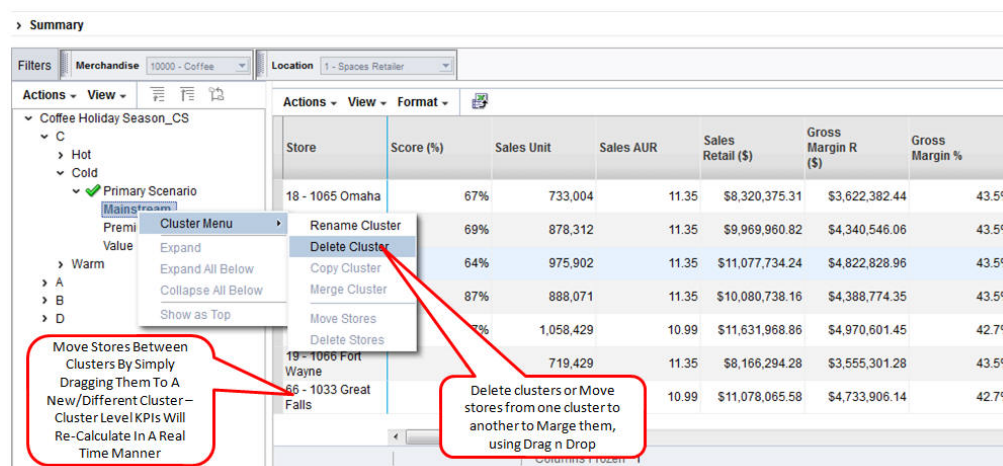 Summary
Filters Merchandise 10000 - Coffee Location 1 - Spaces Retailer
Actions View
Coffee Holiday Season_CS
C
Hot
Cold
Primary Scenario
Mainstream
Premi
Value
Warm
A
B
D
Cluster Menu
Expand
Expand All Below
Collapse All Below
Show as Top
Rename Cluster
Delete Cluster
Copy Cluster
Merge Cluster
Move Stores
Delete Stores
Actions View Format
Store Score (%) Sales Unit Sales AUR Sales Retail ($) Gross Margin R ($) Gross Margin %
18 - 1065 Omaha 67% 733,004 11.35 $8,320,375.31 $3,622,382.44 43.5
69% 878,312 11.35 $9,969,960.82 $4,340,546.06 43.5
64% 975,902 11.35 $11,077,734.24 $4,822,828.96 43.5
87% 888,071 11.35 $10,080,738.16 $4,388,774.35 43.5
7% 1,058,429 10.99 $11,631,968.86 $4,970,601.45 42.7
19 - 1066 Fort
Wayne 719,429 11.35 $8,166,294.28 $3,555,301.28 43.5
66 - 1033 Great
Falls 10.99 $11,078,065.58 $4,733,906.14 42.7
Move Stores Between
Clusters By Simply
Dragging Them To A
New/Different Cluster –
Cluster Level KPIs Will
Re-Calculate In A Real
Time Manner
Delete clusters or Move
stores from one cluster to
another to Marge them,
using Drag n Drop
Columns Frozen